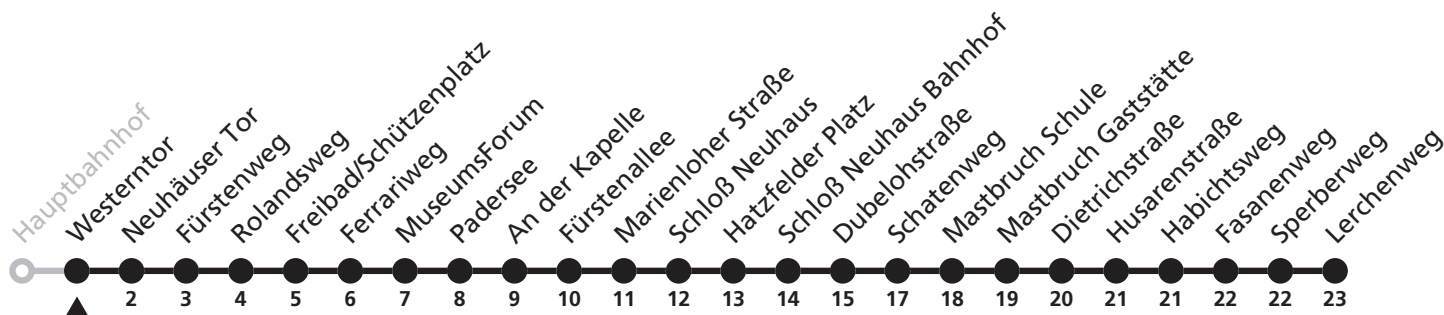 Hauptbahnhof
Westerntor
Neuhäuser Tor
Fürstenweg
Rolandsweg
Freibad/Schützenplatz
Ferrariweg
MuseumsForum
Padersee
An der Kapelle
Fürstenallee
Marienloher Straße
Schloß Neuhaus
Hatzfelder Platz
Schloß Neuhaus Bahnhof
Dubelohstraße
Schatenweg
Mastbruch Schule
Mastbruch Gaststätte
Dietrichstraße
Husarenstraße
Habichtsweg
Fasanenweg
Sperberweg
Lerchenweg
2 3 4 5 6 7 8 9 10 11 12 13 14 15 17 18 19 20 21 21 22 22 23